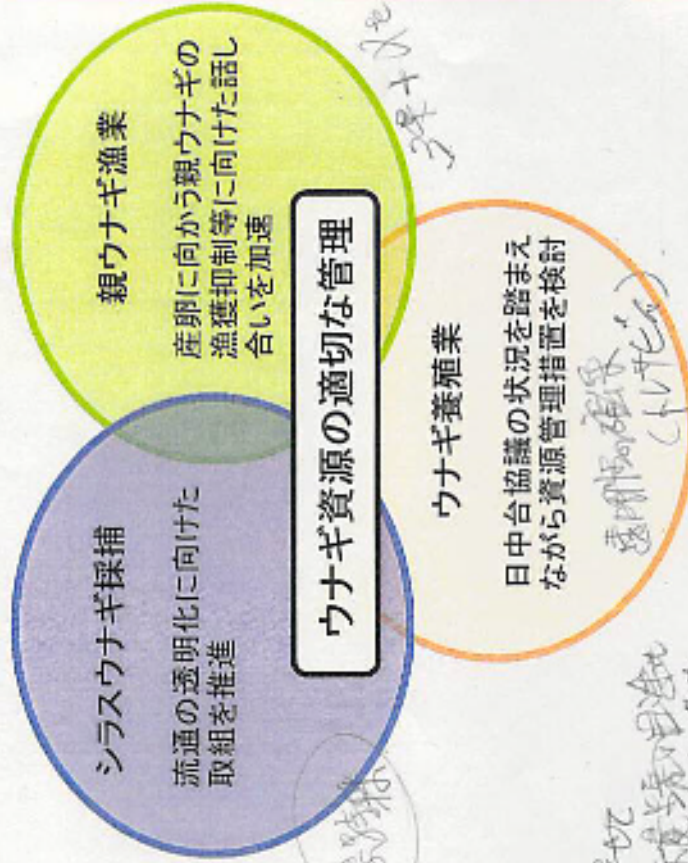 シラスウナギ採捕
流通の透明化に向けた
取組を推進
親ウナギ漁業
産卵に向かう親ウナギの
漁獲抑制等に向けた話し
合いを加速
ウナギ資源の適切な管理
ウナギ養殖業
日中台協議の状況を踏まえ
ながら資源管理措置を検討